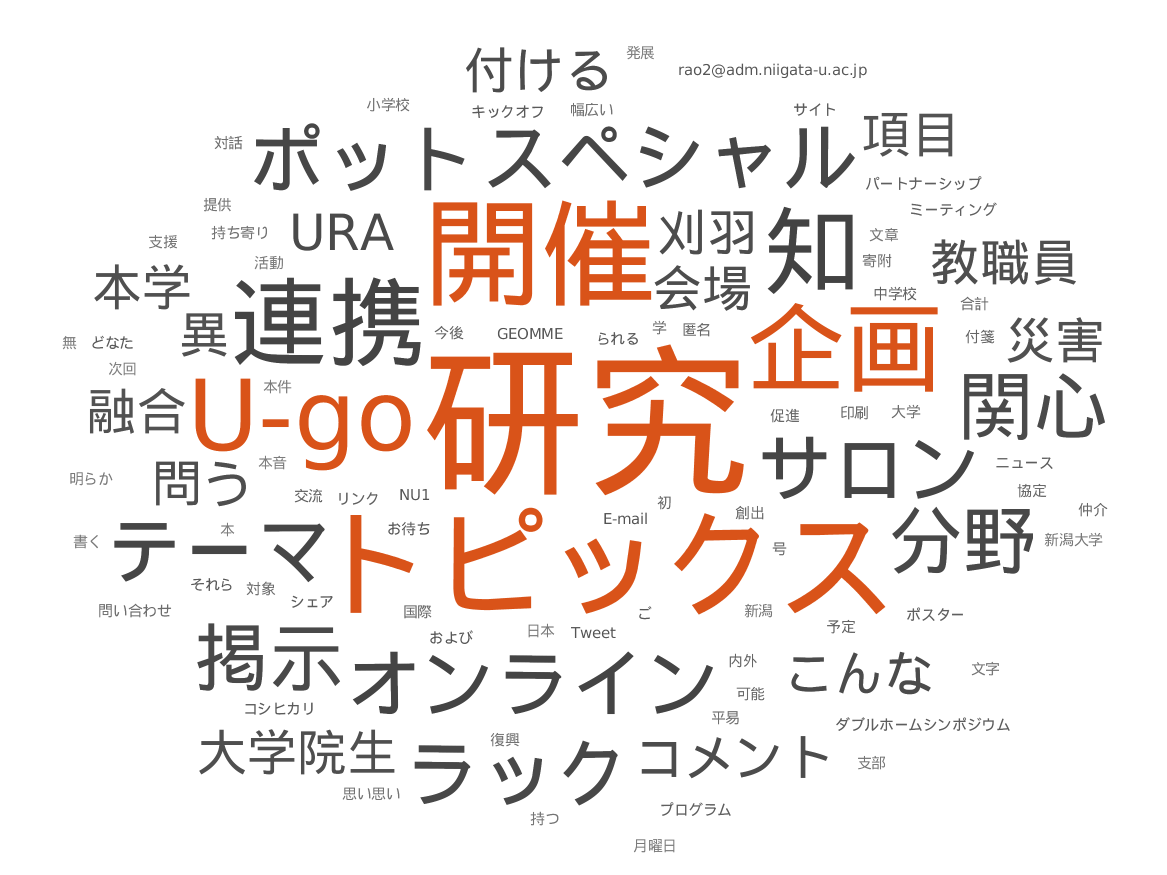 付ける
発展
rao2@adm.niigata-u.ac.jp
小学校
キックオフ
幅広い
サイト
対話
ポットスペシャル
項目
パートナーシップ
提供
持ち寄り
URA
開催
刈羽
知
ミーティング
文章
支援
活動
会場
寄附
教職員
本学
連携
中学校
合計
異
今後
GEOMME
られる
学
匿名
企画
付箋
災害
無
どなた
次回
本件
研究
関心
融合
U-go
促進
印刷
大学
サロン
ニュース
問う
本音
明らか
交流
リンク
NU1
協定
初
E-mail
創出
分野
仲介
書く
テーマ
本
トピックス
お待ち
号
新潟大学
それら
対象
シェア
問い合わせ
国際
ご
新潟
ポスター
予定
掲示
および
日本
Tweet
オンライン
内外
こんな
文字
可能
コシヒカリ
平易
ダブルホームシンポジウム
大学院生
ラック
復興
コメント
支部
思い思い
持つ
プログラム
月曜日